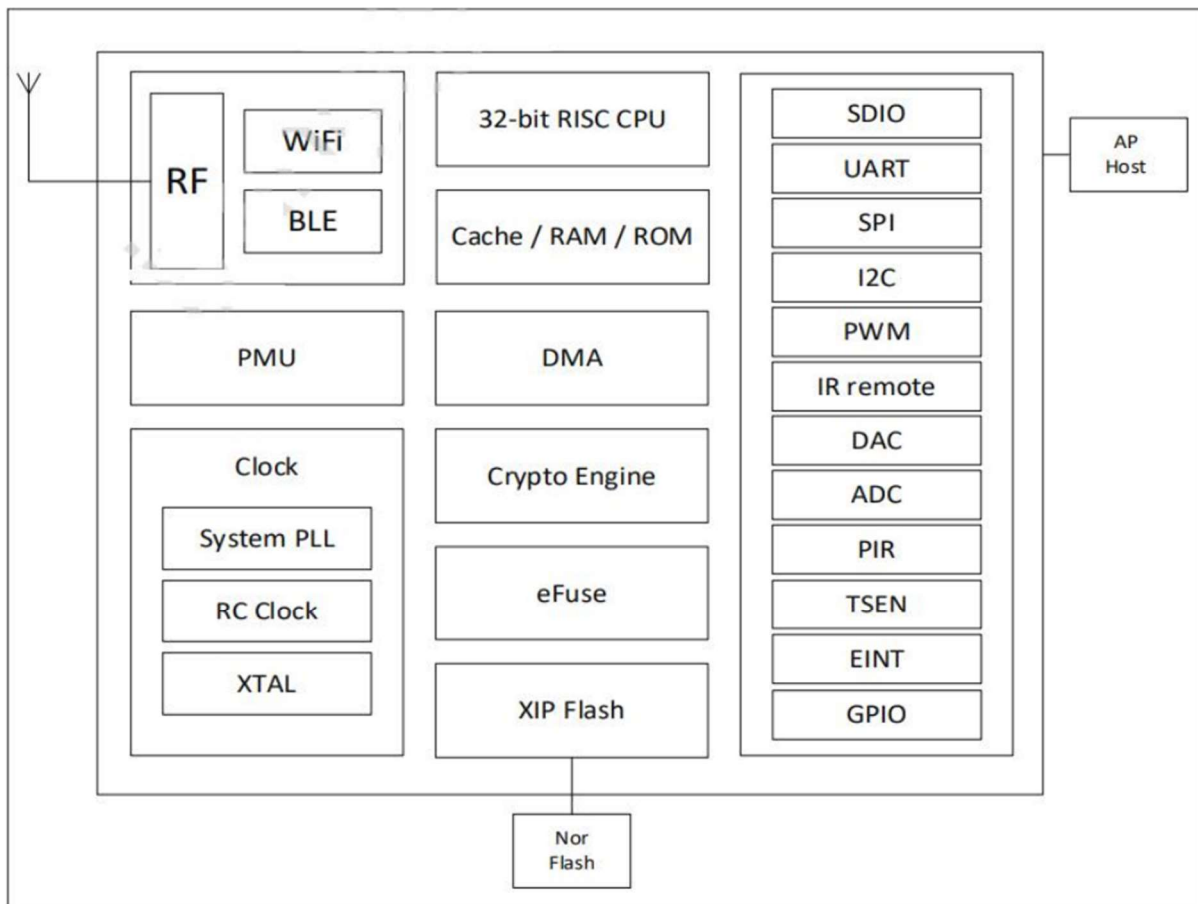 RF
WiFi
BLE
PMU
Clock
System PLL
RC Clock
XTAL
32-bit RISC CPU
Cache / RAM / ROM
DMA
Crypto Engine
eFuse
XIP Flash
SDIO
UART
SPI
I2C
PWM
IR remote
DAC
ADC
PIR
TSEN
EINT
GPIO
AP
Host
Nor
Flash